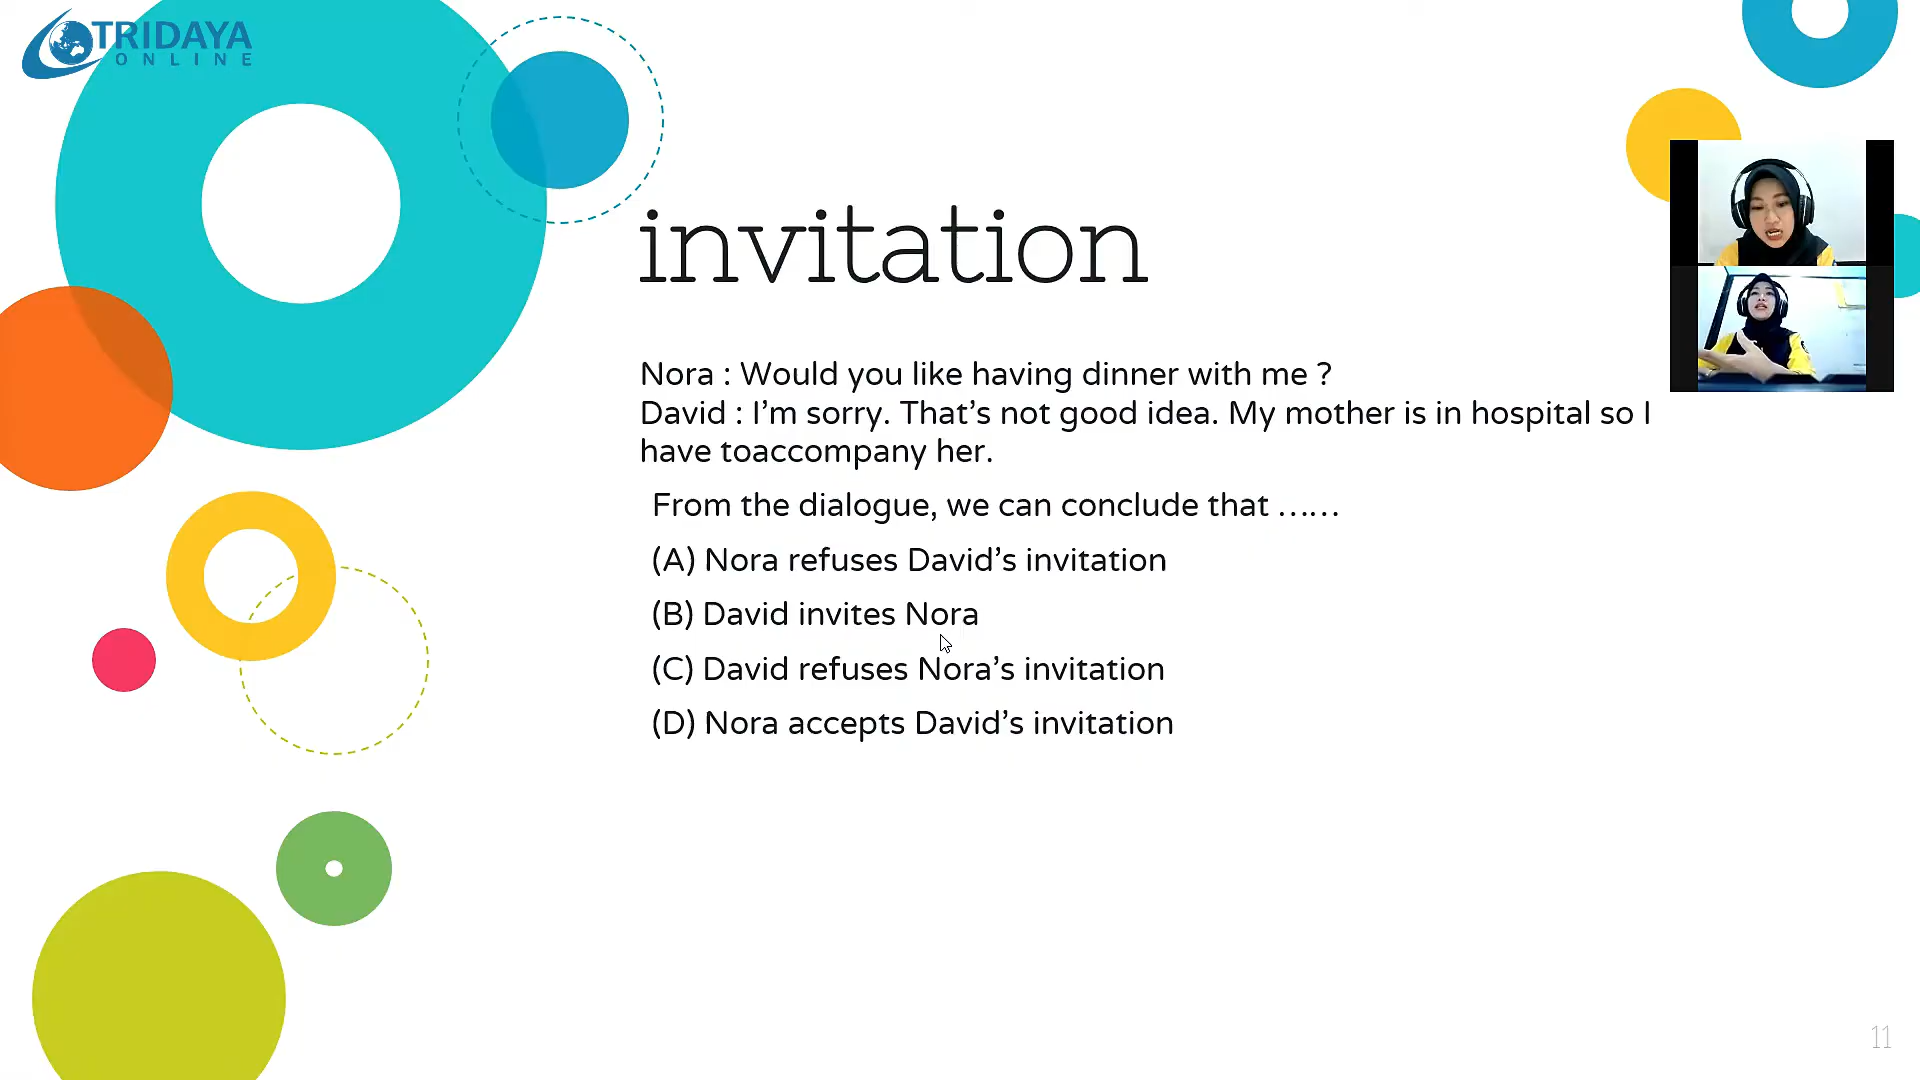 TRIDAYA
ONLINE
invitation
Nora : Would you like having dinner with me ?
David : I’m sorry. That’s not good idea. My mother is in hospital so I
have toaccompany her.
From the dialogue, we can conclude that ……
(A) Nora refuses David’s invitation
(B) David invites Nora
(C) David refuses Nora’s invitation
(D) Nora accepts David’s invitation
11